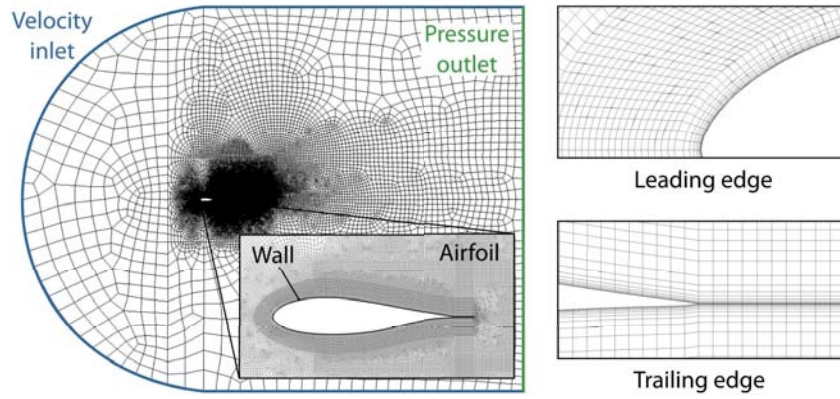 Velocity
inlet
Pressure
outlet
Wall
Airfoil
Leading edge
Trailing edge